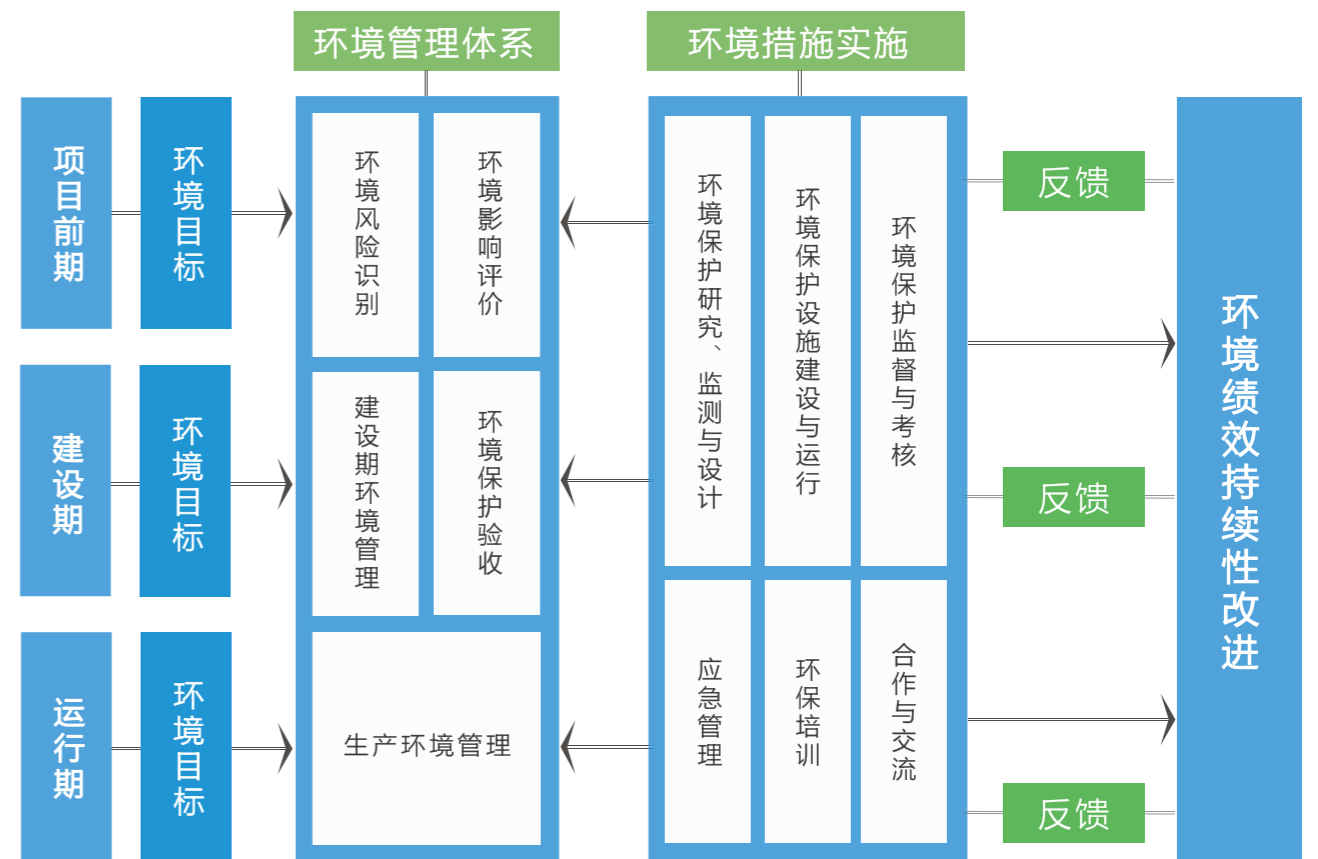 环境管理体系
环境措施实施
项目前期
环境目标
环境风险识别
环境影响评价
建设期
环境目标
建设期环境管理
环境保护验收
运行期
环境目标
生产环境管理
环境保护研究、监测与设计
环境保护设施建设与运行
环境保护监督与考核
应急管理
环保培训
合作与交流
反馈
反馈
反馈
环境绩效持续性改进